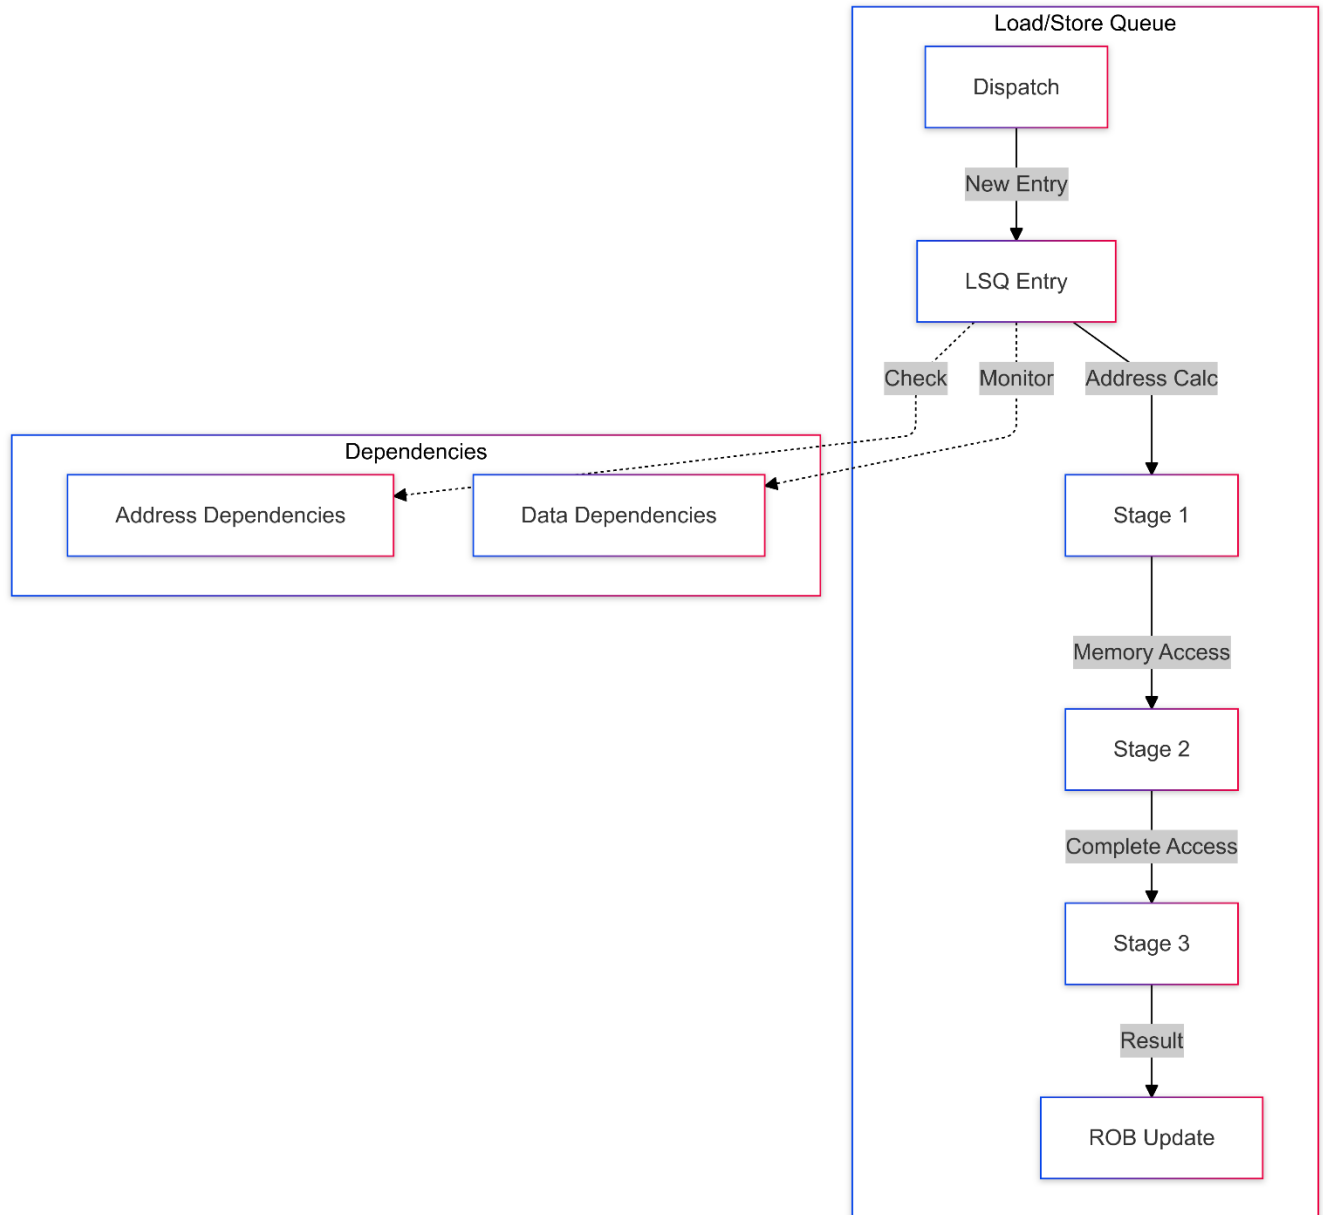 Load/Store Queue
Dispatch
New Entry
LSQ Entry
Check
Monitor
Address Calc
Dependencies
Address Dependencies
Data Dependencies
Stage 1
Memory Access
Stage 2
Complete Access
Stage 3
Result
ROB Update